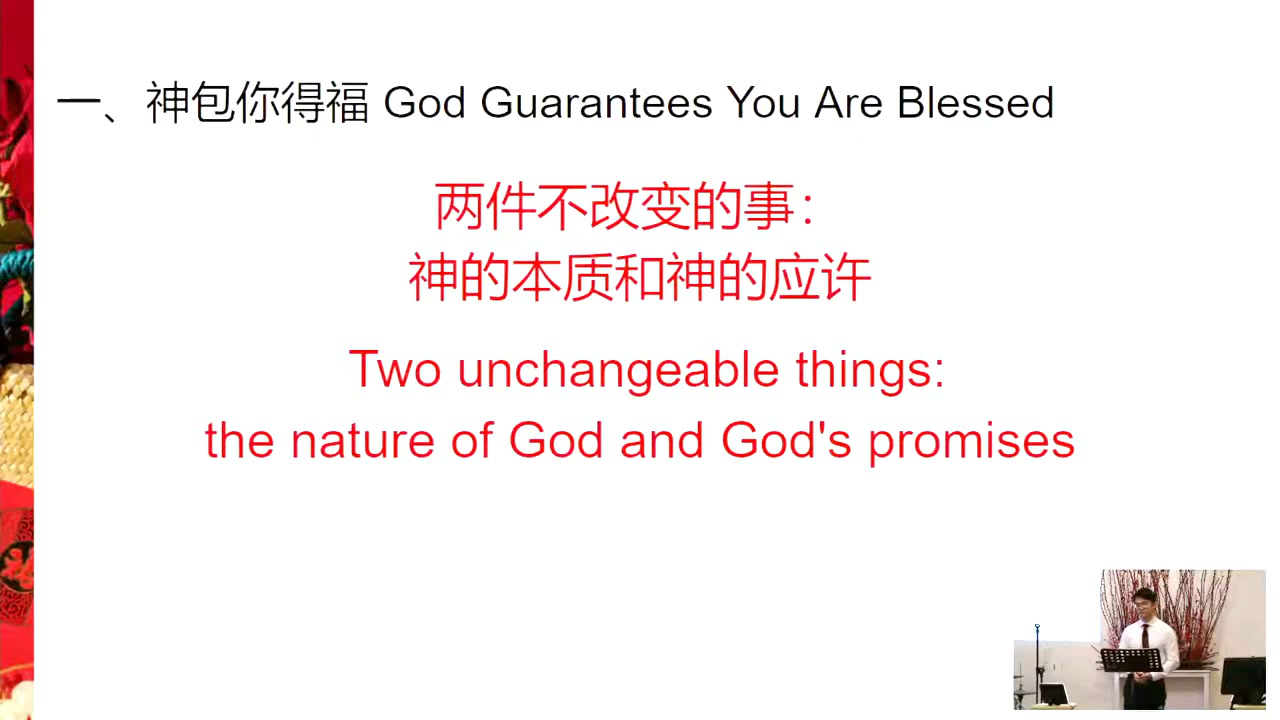 一、神包你得福 God Guarantees You Are Blessed
两件不改变的事：
神的本质和神的应许
Two unchangeable things:
the nature of God and God's promises